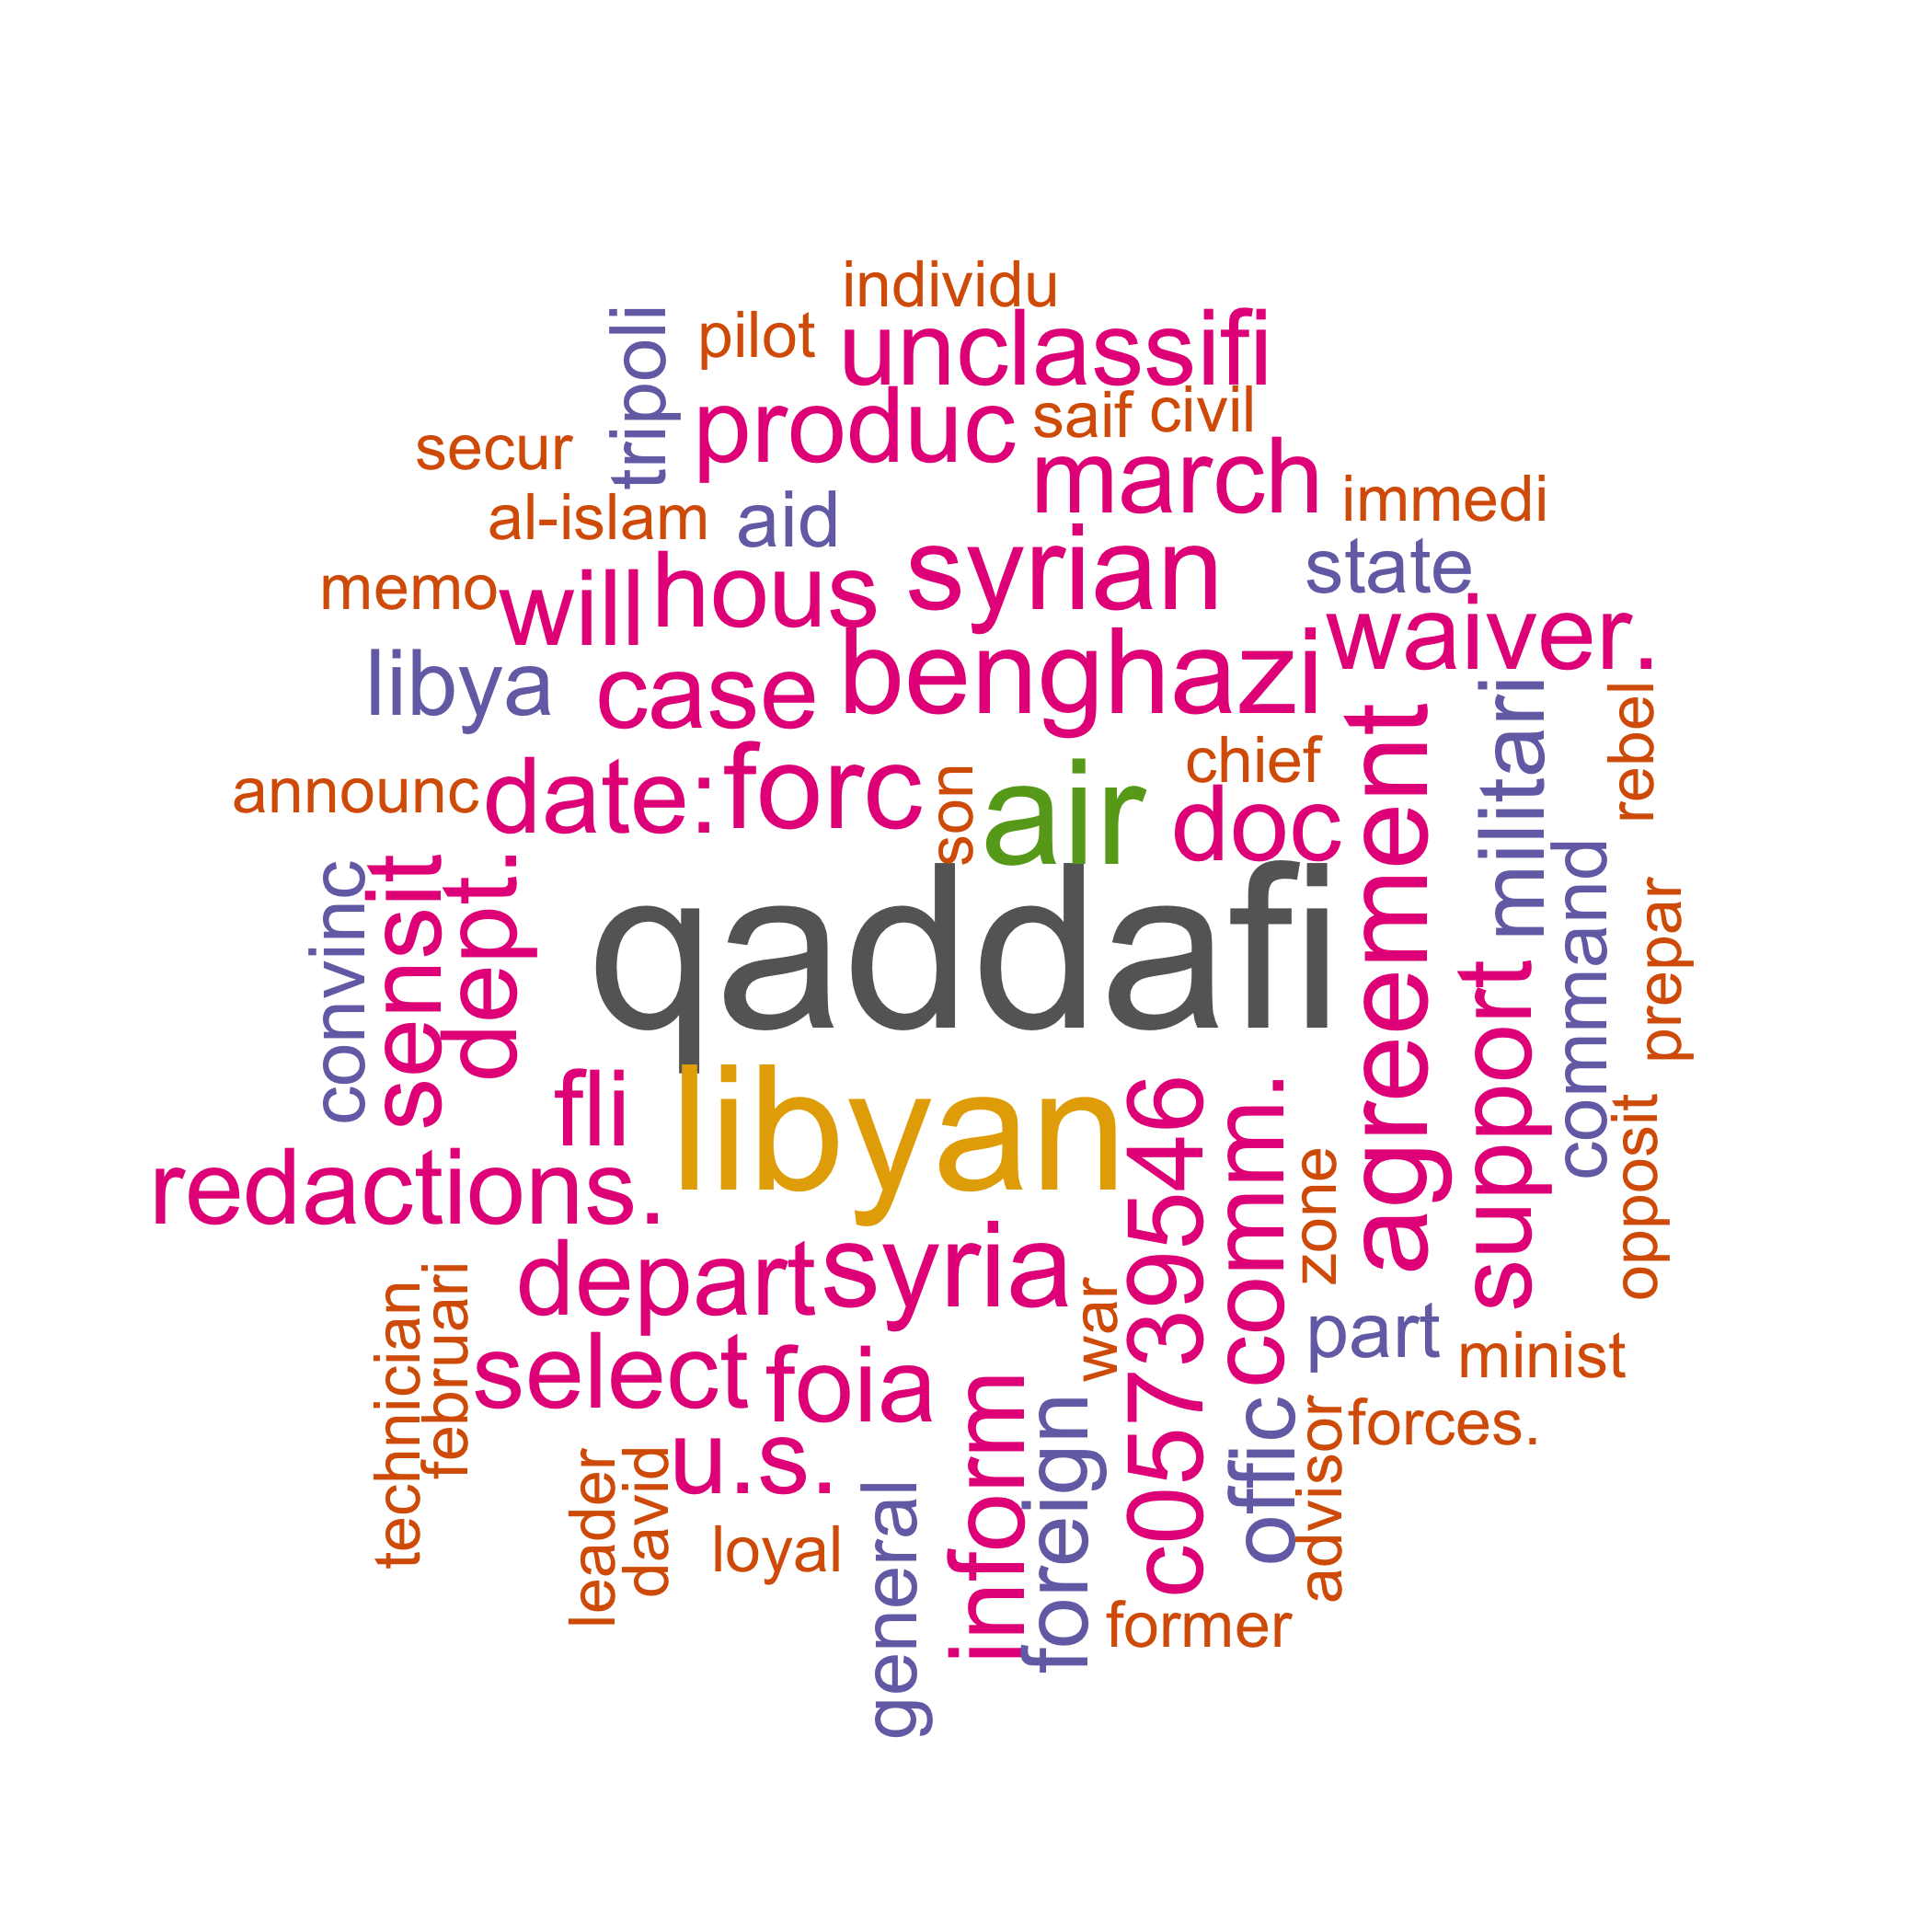 individu
tripoli
pilot
unclassifi
produc
saif
civil
secur
march
al-islam
aid
immedi
memo
will
hous
syrian
state
waiver.
libya
case
benghazi
announc
date:
forc
son
air
chief
doc
agreement
militari
rebel
convinc
sensit
dept.
qaddafi
support
command
prepar
fli
libyan
c05739546
comm.
zone
opposit
redactions.
depart
syria
war
part
minist
technician
februari
select
foia
inform
foreign
offic
advisor
forces.
leader
david
u.s.
loyal
general
former